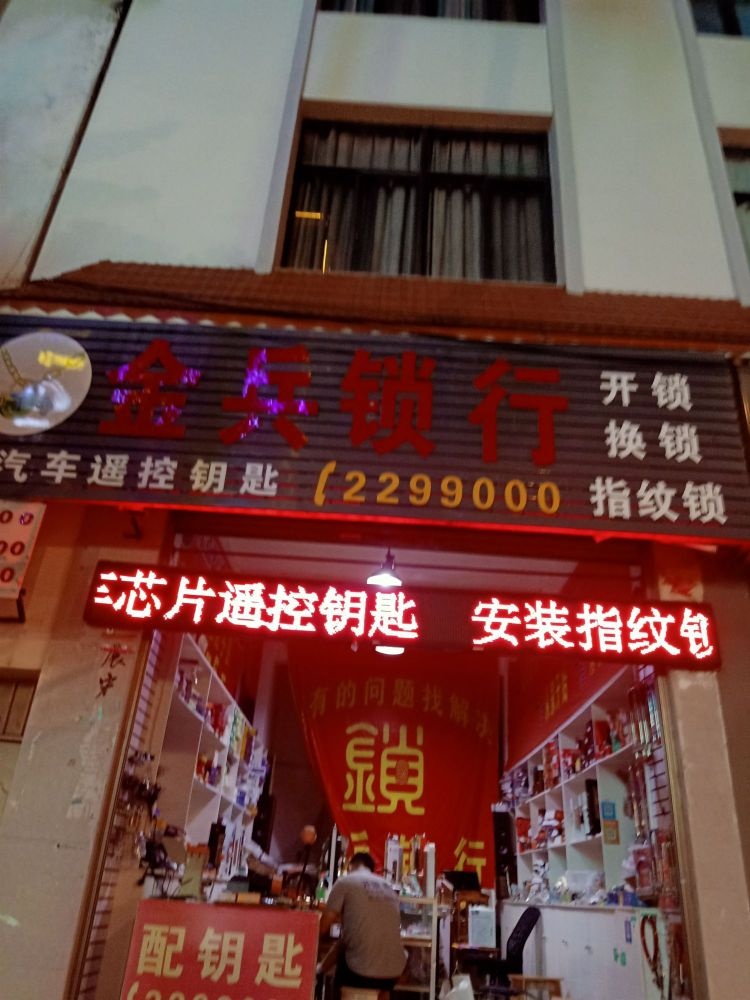 金兵锁行
开锁
换锁
指纹锁
汽车遥控钥匙 2299000
芯片遥控钥匙 安装指纹
有的问题找解决
鎖
行
配钥匙